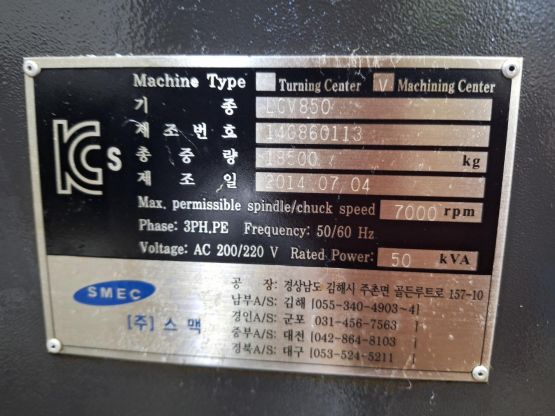 Machine Type Turning Center V Machining Center
기 종 LCV850
제조번호 14G860113
총 중 량 18500 kg
제 조 일 2014.07.04
Max. permissible spindle/chuck speed 7000 rpm
Phase: 3PH.PE Frequency: 50/60 Hz
Voltage: AC 200/220 V Rated Power: 50 kVA
KCs
SMEC
[주] 스 맥
공 장: 경상남도 김해시 주촌면 골든루트로 157-10
남부A/S: 김해 [055-340-4903~4]
경인A/S: 군포 [031-456-7563]
중부A/S: 대전 [042-864-8103]
경북A/S: 대구 [053-524-5211]